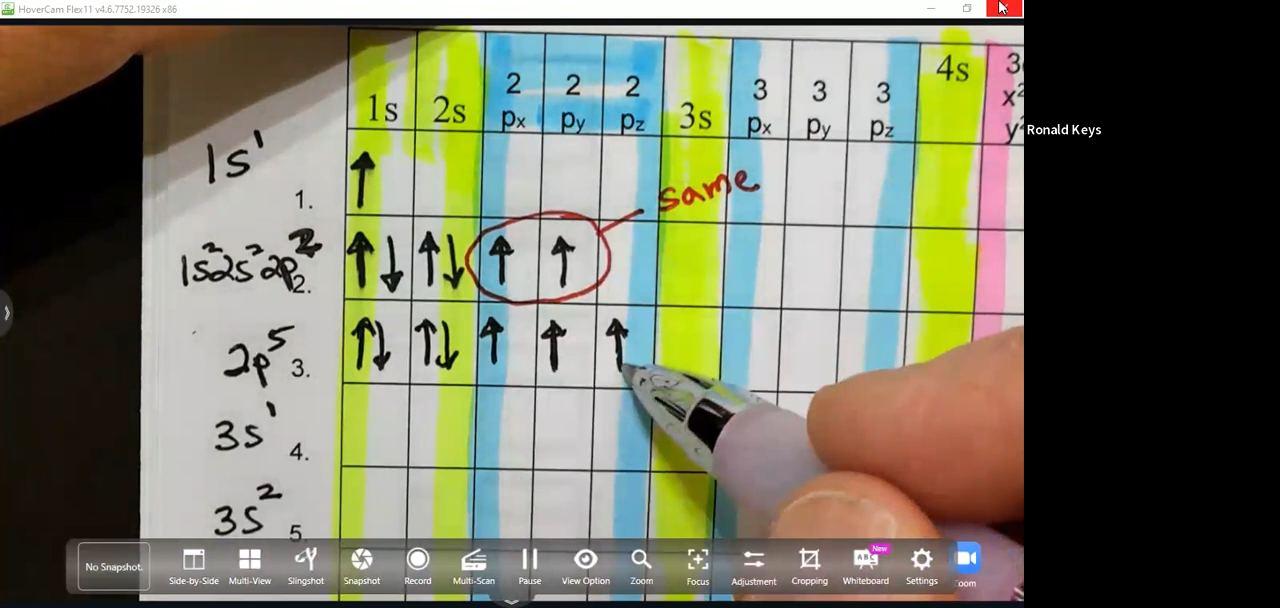 HoverCam Flex11 v4.6.7752.19326 x86
1s 2s 2 px 2 py 2 pz 3s 3 px 3 py 3 pz 4s
Ronald Keys
1s¹ 1.
same
1s²2s²2p² 2.
2p⁵ 3.
3s¹ 4.
3s² 5.
No Snapshot.
Side-by-Side Multi-View Slingshot Snapshot Record Multi-Scan Pause View Option Zoom Focus Adjustment Cropping ABC New Whiteboard Settings Zoom